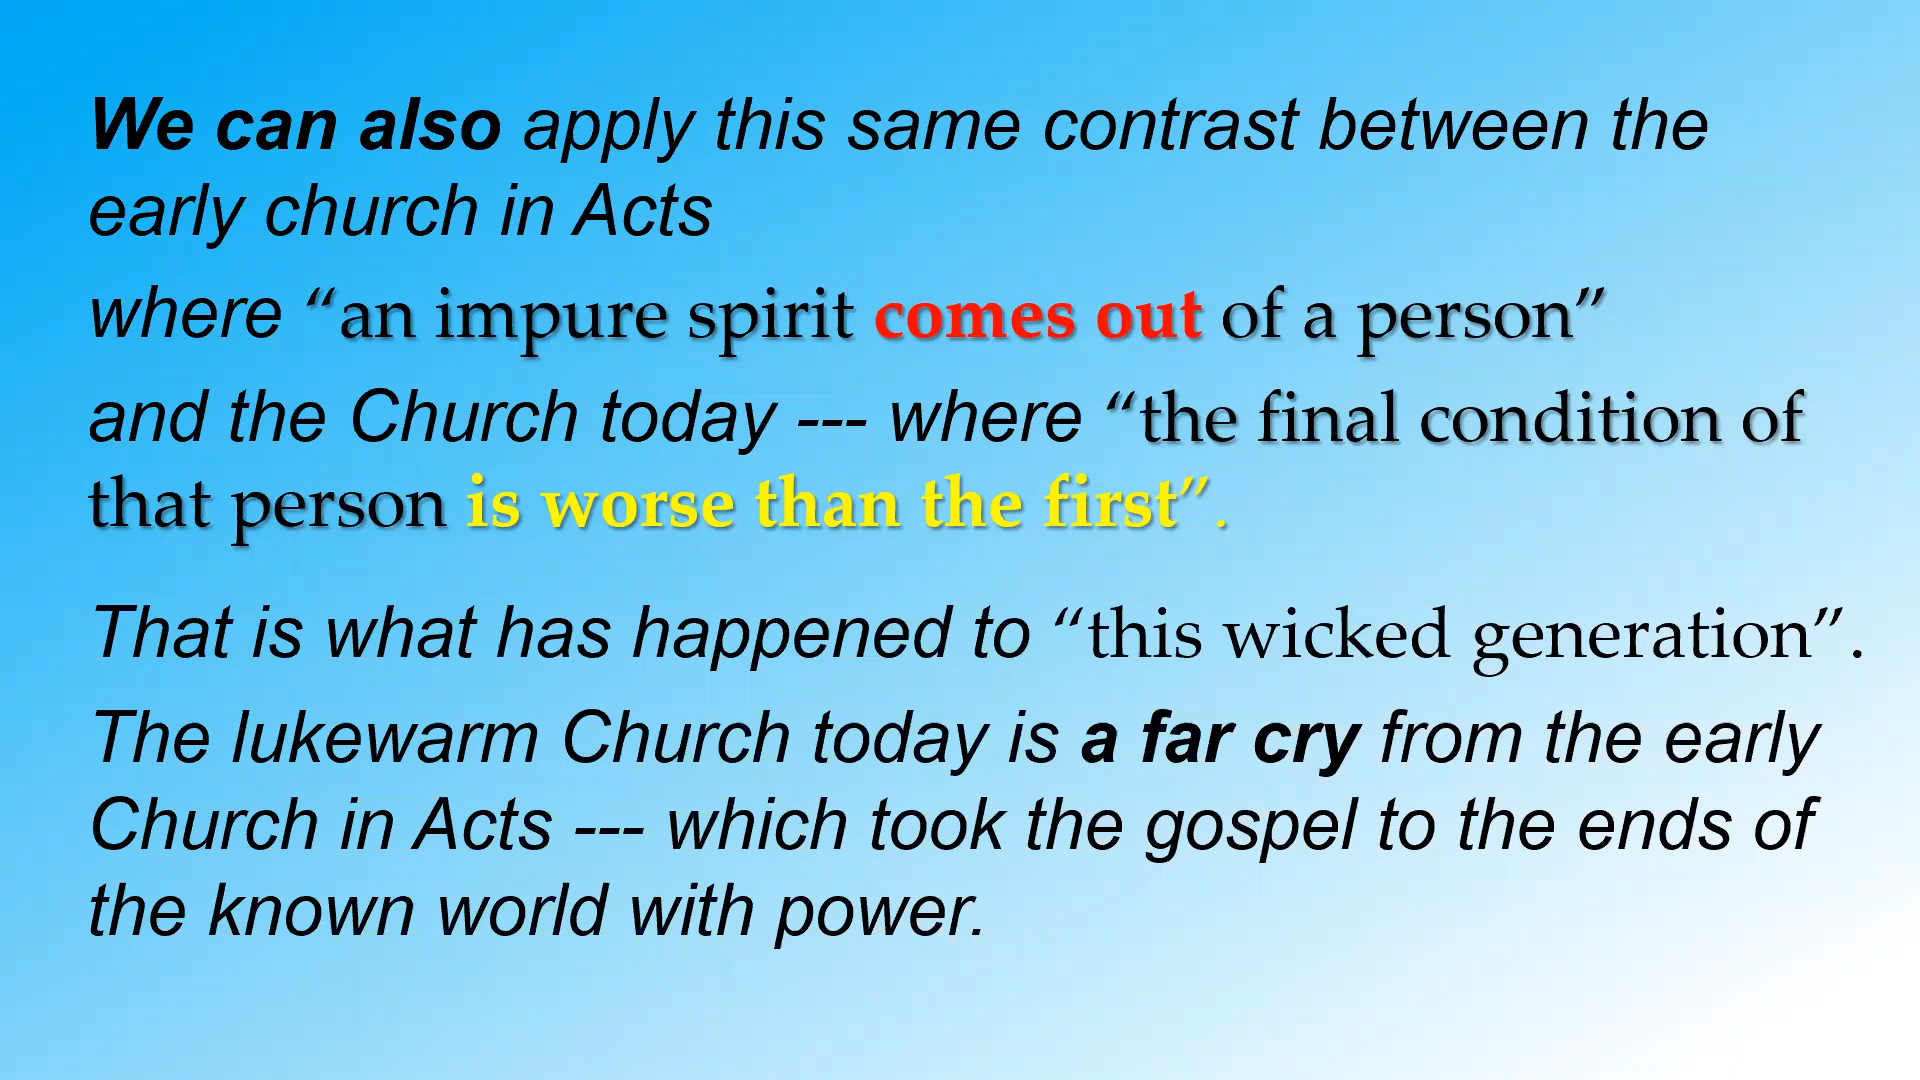 We can also apply this same contrast between the
early church in Acts
where “an impure spirit comes out of a person”
and the Church today --- where “the final condition of
that person is worse than the first”.
That is what has happened to “this wicked generation”.
The lukewarm Church today is a far cry from the early
Church in Acts --- which took the gospel to the ends of
the known world with power.